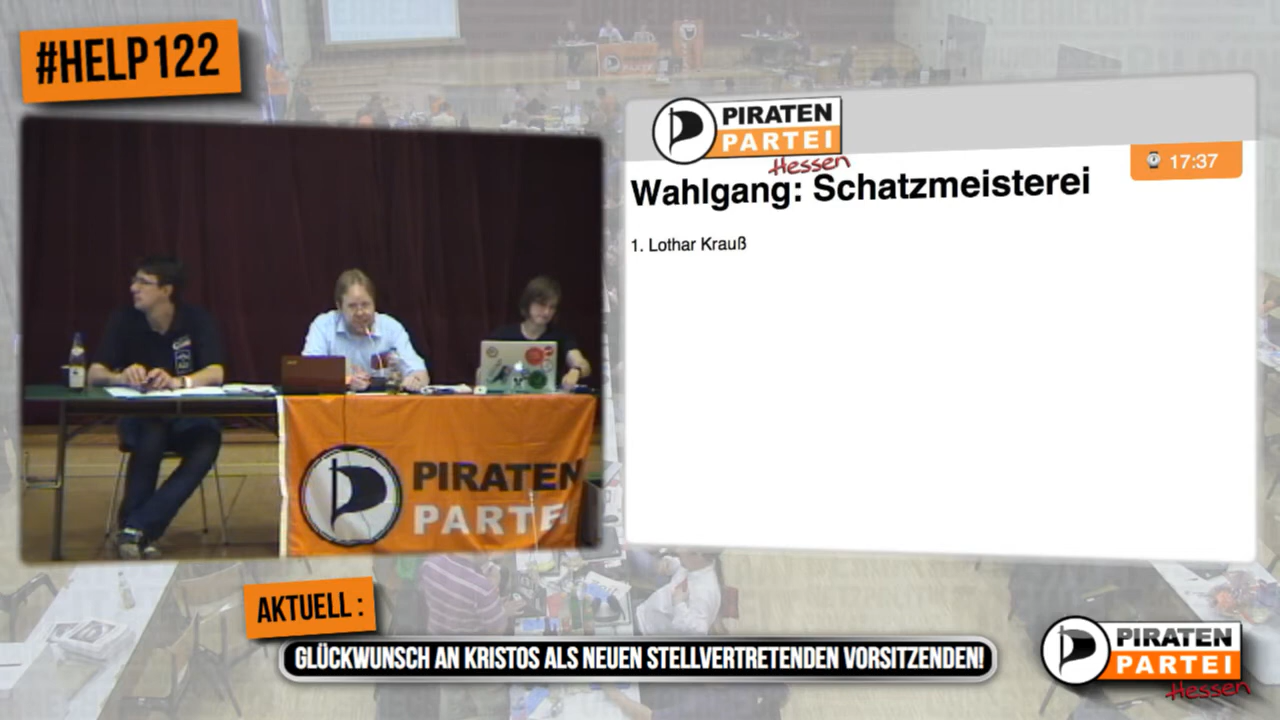 #HELP122
PIRATEN
PARTEI
Hessen
17:37
Wahlgang: Schatzmeisterei
1. Lothar Krauß
PIRATEN
PARTEI
AKTUELL :
GLÜCKWUNSCH AN KRISTOS ALS NEUEN STELLVERTRETENDEN VORSITZENDEN!
PIRATEN
PARTEI
Hessen